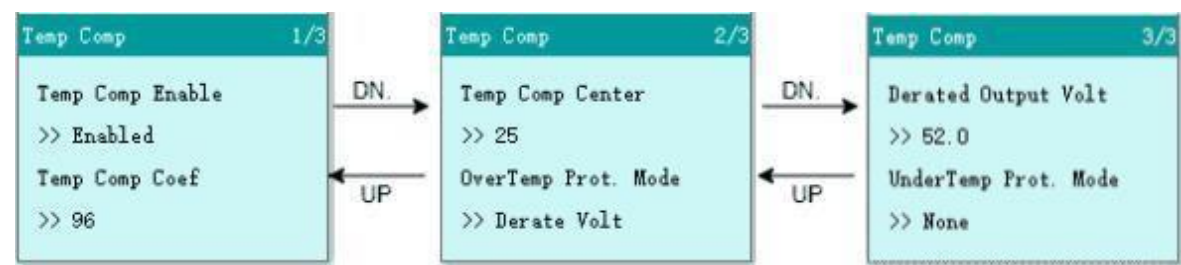 Temp Comp 1/3
Temp Comp Enable
>> Enabled
Temp Comp Coef
>> 96
DN.
UP
Temp Comp 2/3
Temp Comp Center
>> 25
OverTemp Prot. Mode
>> Derate Volt
DN.
UP
Temp Comp 3/3
Derated Output Volt
>> 52.0
UnderTemp Prot. Mode
>> None